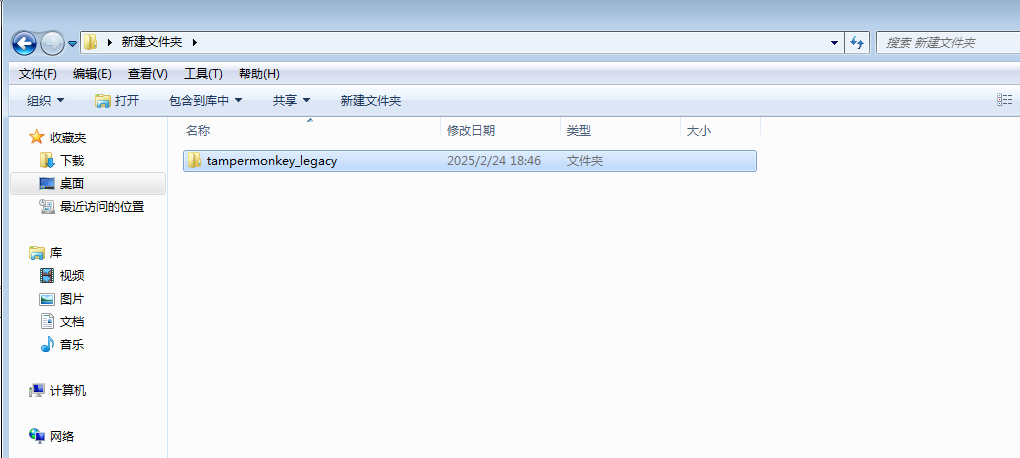 新建文件夹
搜索 新建文件夹
文件(F) 编辑(E) 查看(V) 工具(T) 帮助(H)
组织 打开 包含到库中 共享 新建文件夹
收藏夹
下载
桌面
最近访问的位置
库
视频
图片
文档
音乐
计算机
网络
名称 修改日期 类型 大小
tampermonkey_legacy 2025/2/24 18:46 文件夹